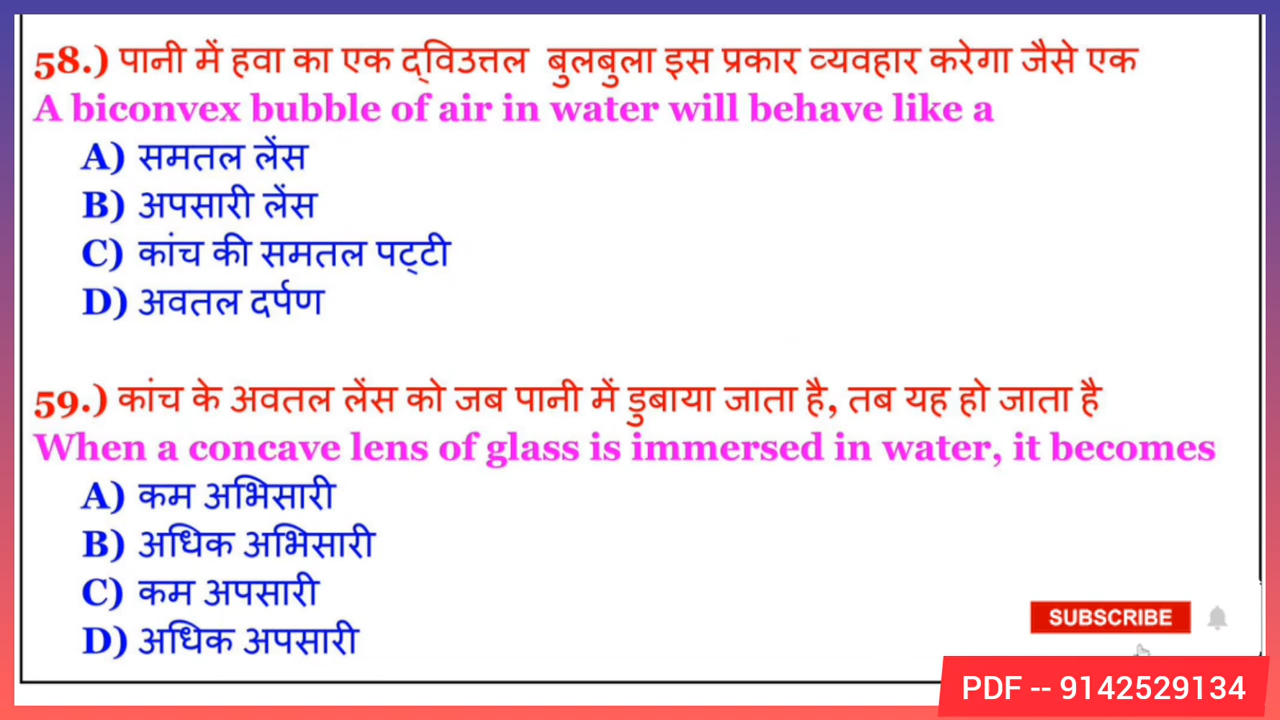 58.) पानी में हवा का एक द्विउत्तल बुलबुला इस प्रकार व्यवहार करेगा जैसे एक
A biconvex bubble of air in water will behave like a
A) समतल लेंस
B) अपसारी लेंस
C) कांच की समतल पट्टी
D) अवतल दर्पण
59.) कांच के अवतल लेंस को जब पानी में डुबाया जाता है, तब यह हो जाता है
When a concave lens of glass is immersed in water, it becomes
A) कम अभिसारी
B) अधिक अभिसारी
C) कम अपसारी
D) अधिक अपसारी
SUBSCRIBE
PDF -- 9142529134